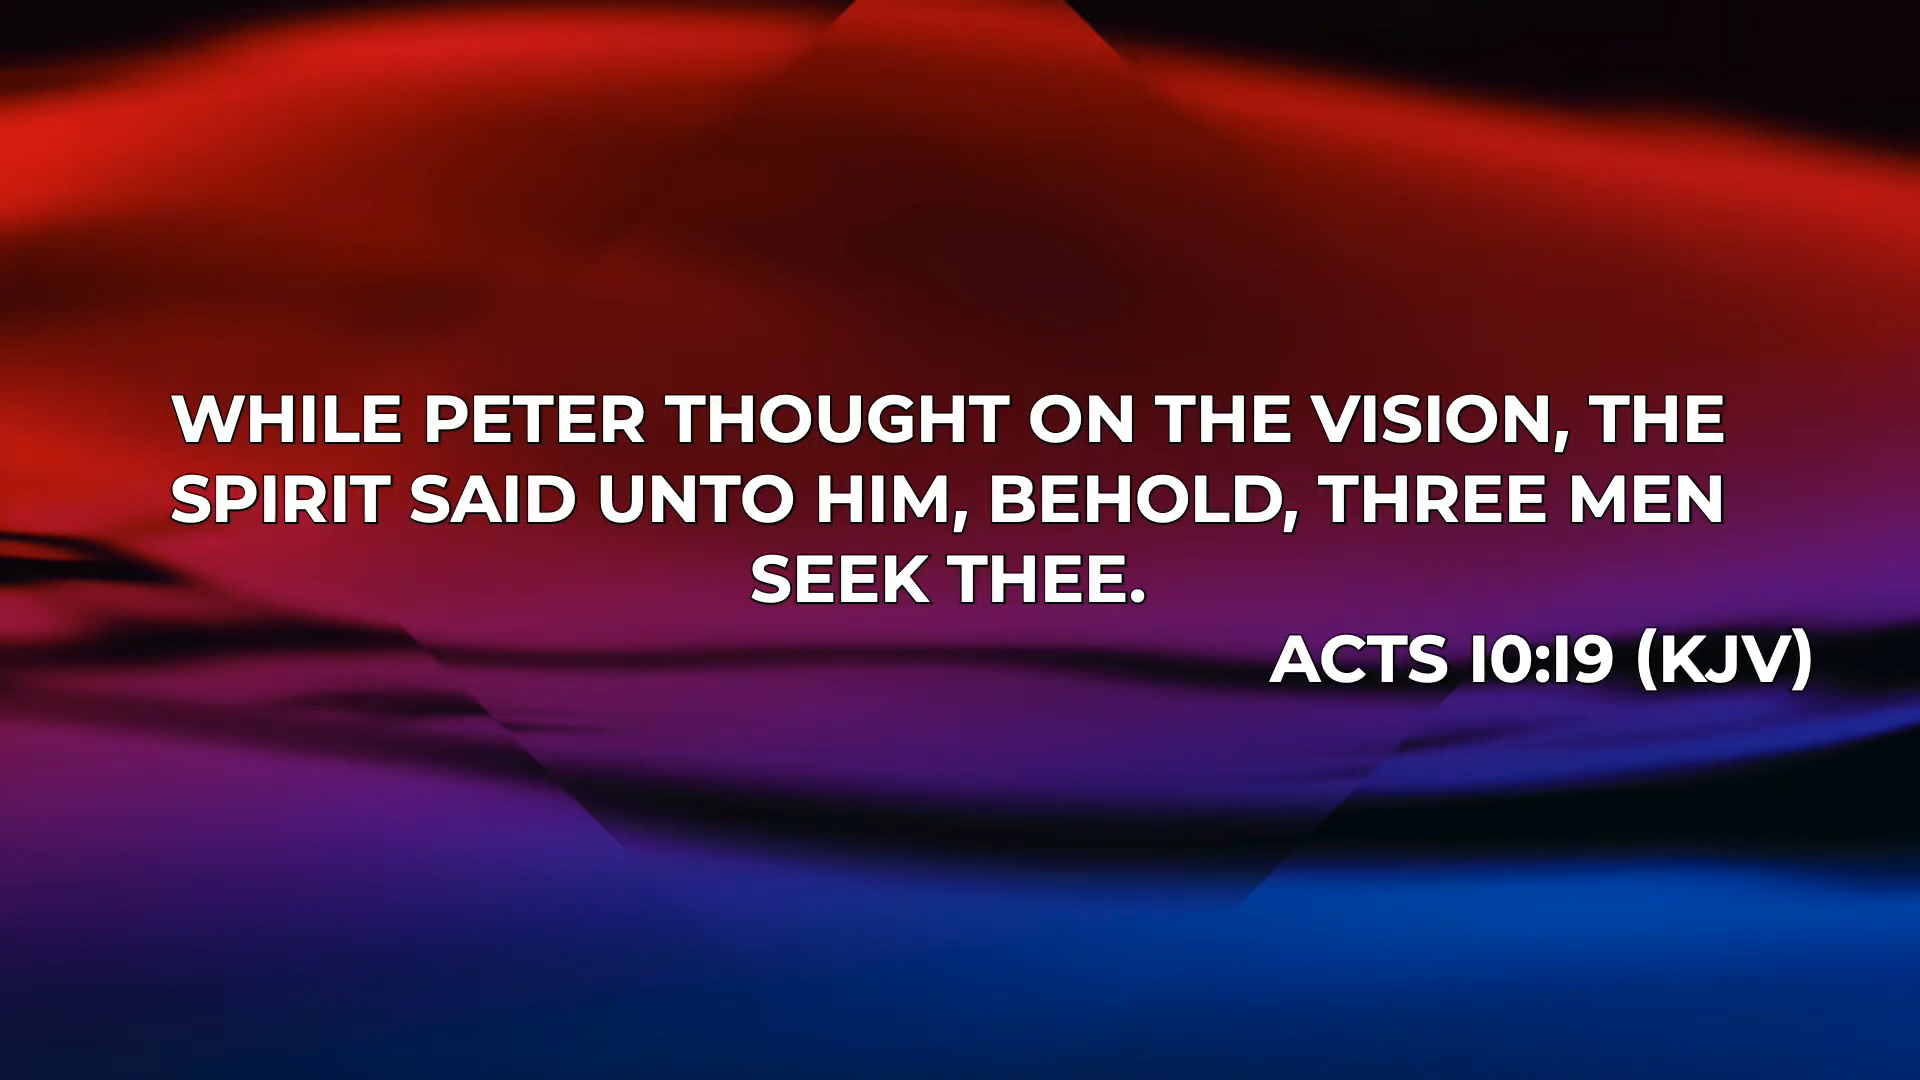 WHILE PETER THOUGHT ON THE VISION, THE
SPIRIT SAID UNTO HIM, BEHOLD, THREE MEN
SEEK THEE.
ACTS 10:19 (KJV)